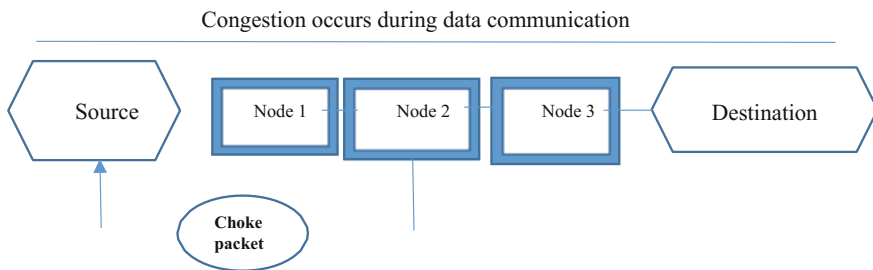 Congestion occurs during data communication
Source
Node 1
Node 2
Node 3
Destination
Choke
packet